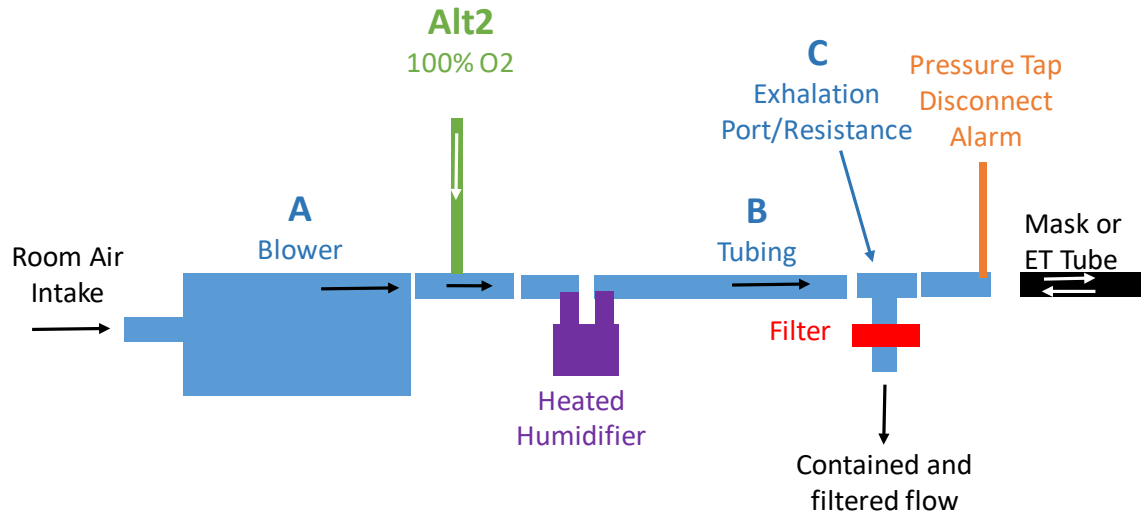 Alt2
100% O2
C
Exhalation
Port/Resistance
Pressure Tap
Disconnect
Alarm
A
Blower
B
Tubing
Room Air
Intake
Mask or
ET Tube
Filter
Heated
Humidifier
Contained and
filtered flow